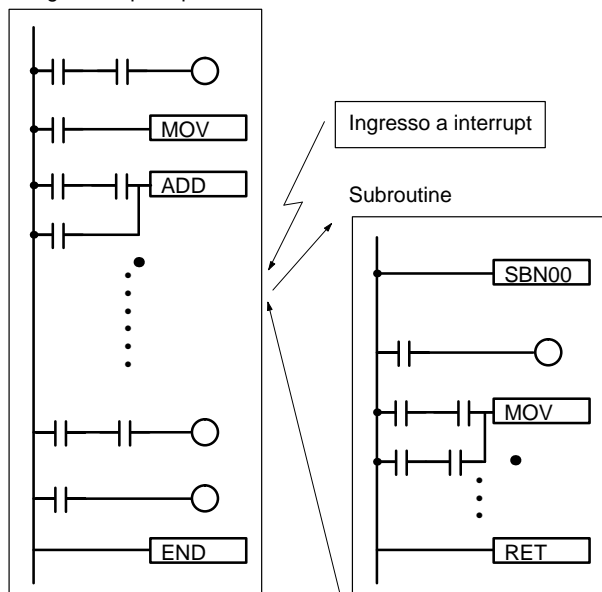 Ingresso a interrupt
MOV
ADD
Subroutine
SBN00
MOV
END
RET